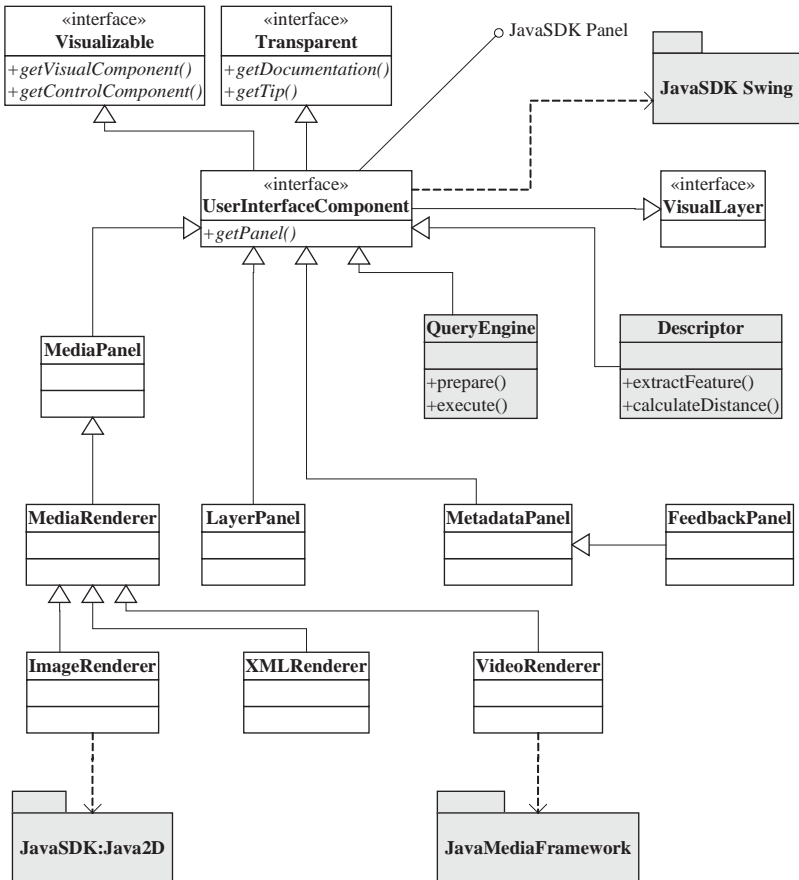 «interface»
Visualizable
+getVisualComponent()
+getControlComponent()
«interface»
Transparent
+getDocumentation()
+getTip()
JavaSDK Panel
JavaSDK Swing
«interface»
UserInterfaceComponent
+getPanel()
«interface»
VisualLayer
MediaPanel
QueryEngine
+prepare()
+execute()
Descriptor
+extractFeature()
+calculateDistance()
MediaRenderer
LayerPanel
MetadataPanel
FeedbackPanel
ImageRenderer
XMLRenderer
VideoRenderer
JavaSDK:Java2D
JavaMediaFramework